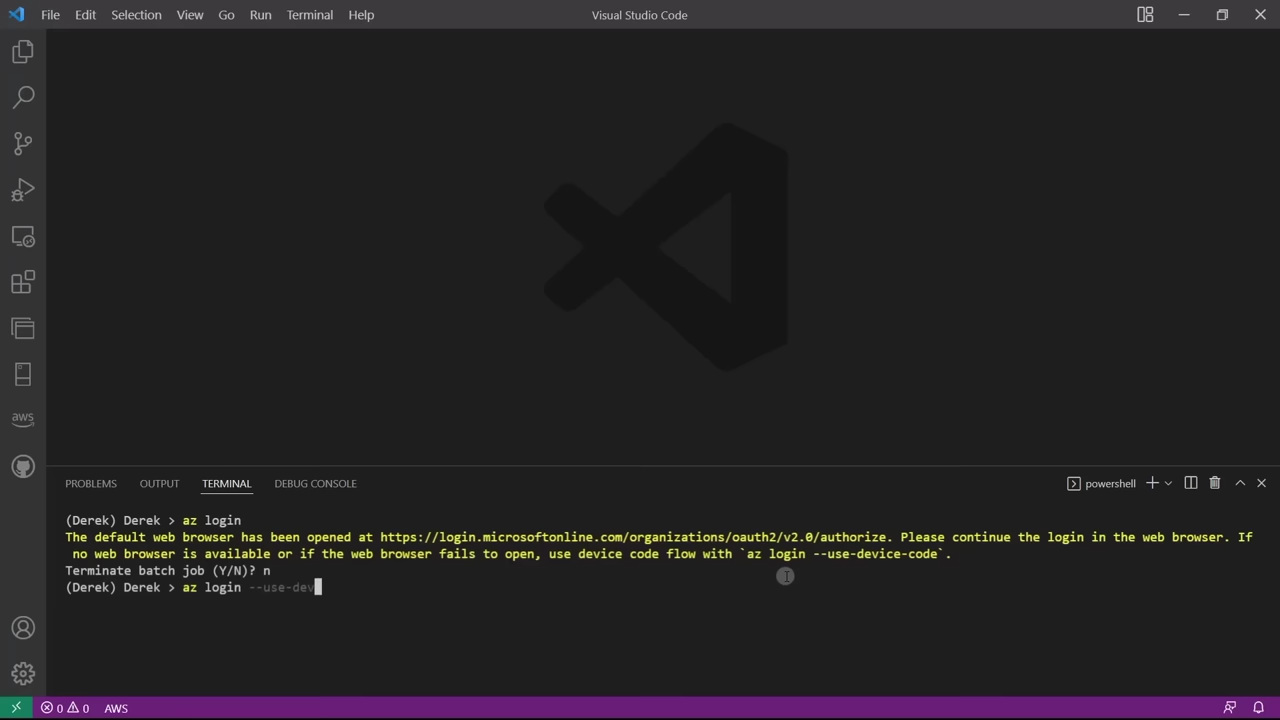 File Edit Selection View Go Run Terminal Help
Visual Studio Code
aws
PROBLEMS OUTPUT TERMINAL DEBUG CONSOLE
powershell
(Derek) Derek > az login
The default web browser has been opened at https://login.microsoftonline.com/organizations/oauth2/v2.0/authorize. Please continue the login in the web browser. If
no web browser is available or if the web browser fails to open, use device code flow with `az login --use-device-code`.
Terminate batch job (Y/N)? n
(Derek) Derek > az login --use-dev
0 0 AWS